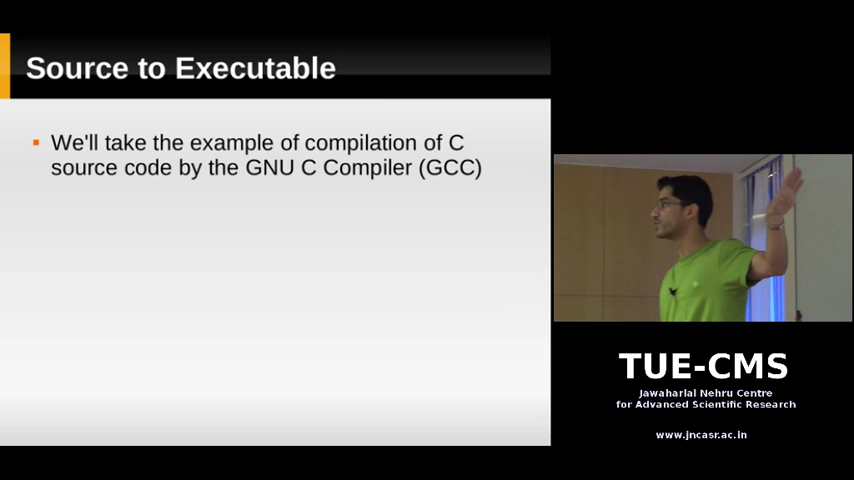 Source to Executable
We'll take the example of compilation of C
source code by the GNU C Compiler (GCC)
TUE-CMS
Jawaharlal Nehru Centre
for Advanced Scientific Research
www.jncasr.ac.in